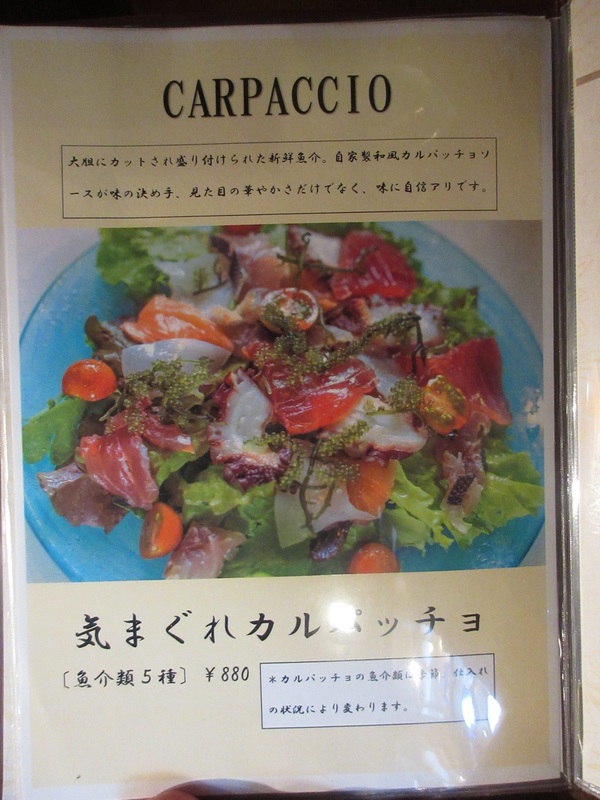 CARPACCIO
大胆にカットされ盛り付けられた新鮮魚介。自家製和風カルパッチョソ
ースが味の決め手、見た目の華やかさだけでなく、味に自信アリです。
気まぐれカルパッチョ
［魚介類５種］ ￥880
＊カルパッチョの魚介類は季節、仕入れ
の状況により変わります。